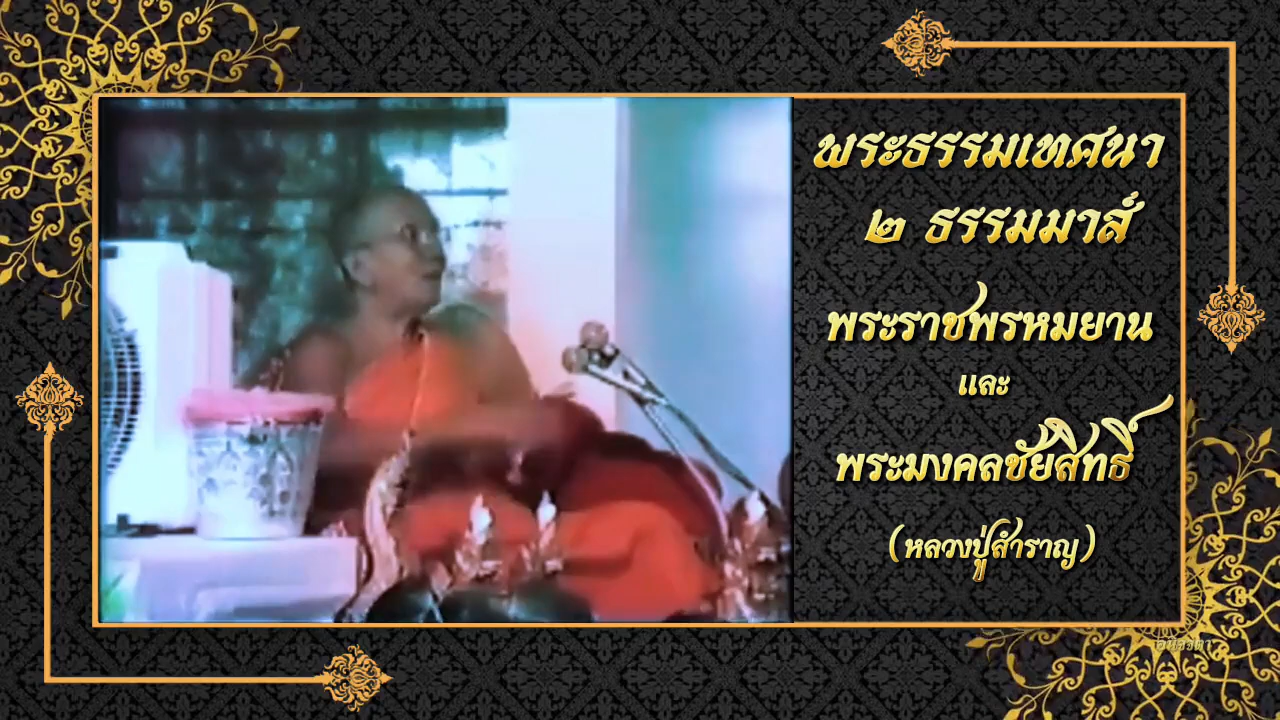 พระธรรมเทศนา
๒ ธรรมมาส์
พระราชพรหมยาน
และ
พระมงคลชัยสิทธิ์
(หลวงปู่สำราญ)